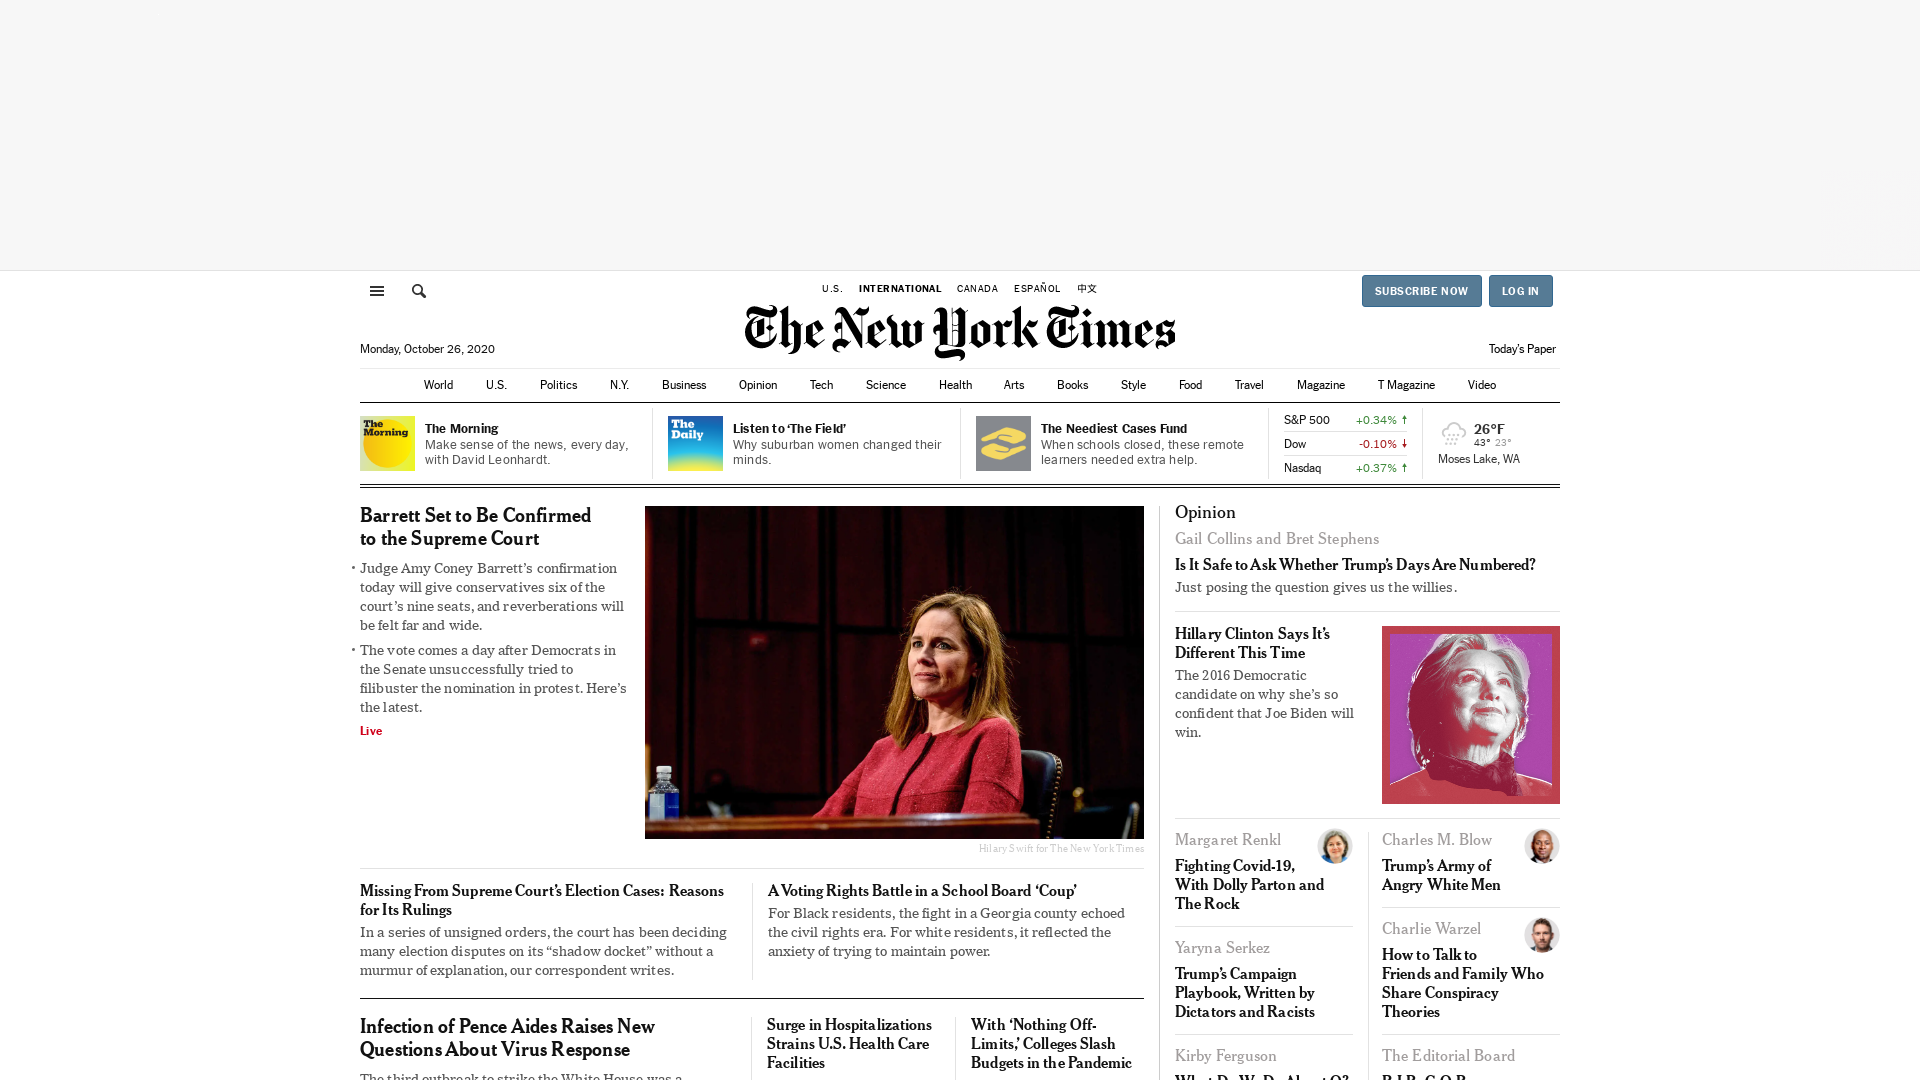 U.S.
INTERNATIONAL
CANADA
ESPAÑOL
中文
SUBSCRIBE NOW
LOG IN
The New York Times
Monday, October 26, 2020
Today's Paper
World
U.S.
Politics
N.Y.
Business
Opinion
Tech
Science
Health
Arts
Books
Style
Food
Travel
Magazine
T Magazine
Video
The
Morning
The Morning
Make sense of the news, every day,
with David Leonhardt.
The
Daily
Listen to ‘The Field’
Why suburban women changed their
minds.
The Neediest Cases Fund
When schools closed, these remote
learners needed extra help.
S&P 500 +0.34% ↑
Dow -0.10% ↓
Nasdaq +0.37% ↑
26°F
43° 23°
Moses Lake, WA
Barrett Set to Be Confirmed
to the Supreme Court
• Judge Amy Coney Barrett’s confirmation
today will give conservatives six of the
court’s nine seats, and reverberations will
be felt far and wide.
• The vote comes a day after Democrats in
the Senate unsuccessfully tried to
filibuster the nomination in protest. Here’s
the latest.
Live
Hilary Swift for The New York Times
Missing From Supreme Court’s Election Cases: Reasons
for Its Rulings
In a series of unsigned orders, the court has been deciding
many election disputes on its “shadow docket” without a
murmur of explanation, our correspondent writes.
A Voting Rights Battle in a School Board ‘Coup’
For Black residents, the fight in a Georgia county echoed
the civil rights era. For white residents, it reflected the
anxiety of trying to maintain power.
Infection of Pence Aides Raises New
Questions About Virus Response
The third outbreak to strike the White House was a
Surge in Hospitalizations
Strains U.S. Health Care
Facilities
With ‘Nothing Off-
Limits,’ Colleges Slash
Budgets in the Pandemic
Opinion
Gail Collins and Bret Stephens
Is It Safe to Ask Whether Trump’s Days Are Numbered?
Just posing the question gives us the willies.
Hillary Clinton Says It’s
Different This Time
The 2016 Democratic
candidate on why she’s so
confident that Joe Biden will
win.
Margaret Renkl
Fighting Covid-19,
With Dolly Parton and
The Rock
Yaryna Serkez
Trump’s Campaign
Playbook, Written by
Dictators and Racists
Kirby Ferguson
What Do We Do About Q?
Charles M. Blow
Trump’s Army of
Angry White Men
Charlie Warzel
How to Talk to
Friends and Family Who
Share Conspiracy
Theories
The Editorial Board
R.I.P., G.O.P.